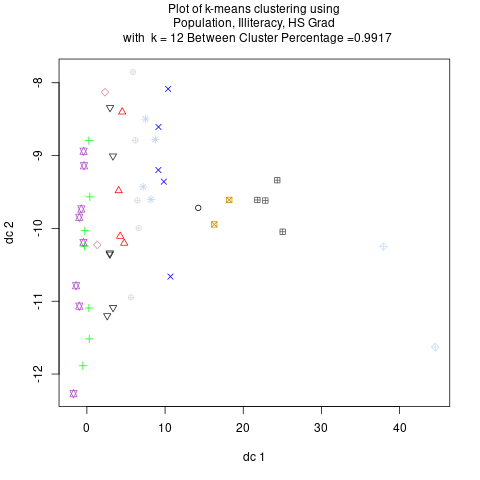 Plot of k-means clustering using
Population, Illiteracy, HS Grad
with  k = 12 Between Cluster Percentage =0.9917
-8
-9
-10
-11
-12
dc 2
0 10 20 30 40
dc 1